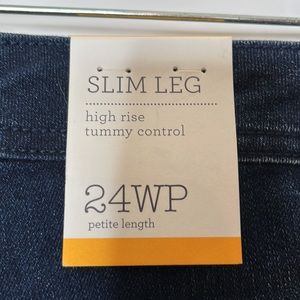 SLIM LEG
high rise
tummy control
24WP
petite length